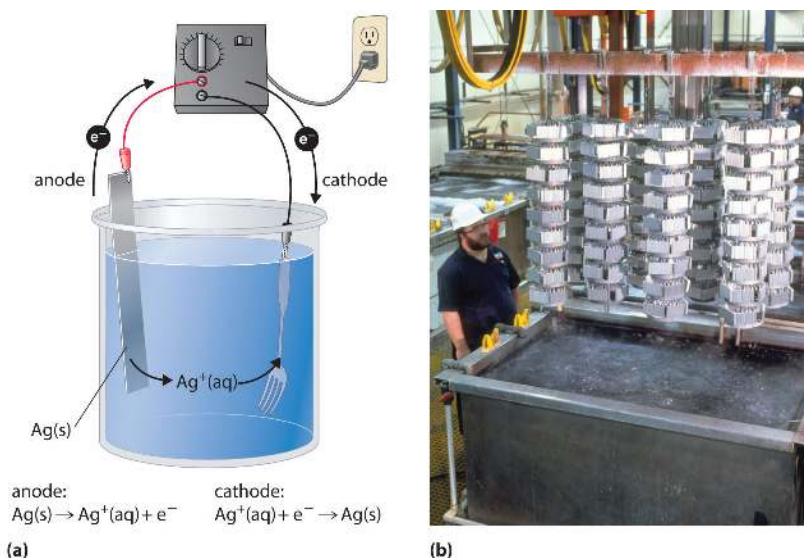 e⁻
e⁻
anode
cathode
Ag⁺(aq)
Ag(s)
anode:
Ag(s) → Ag⁺(aq) + e⁻
cathode:
Ag⁺(aq) + e⁻ → Ag(s)
(a)
(b)